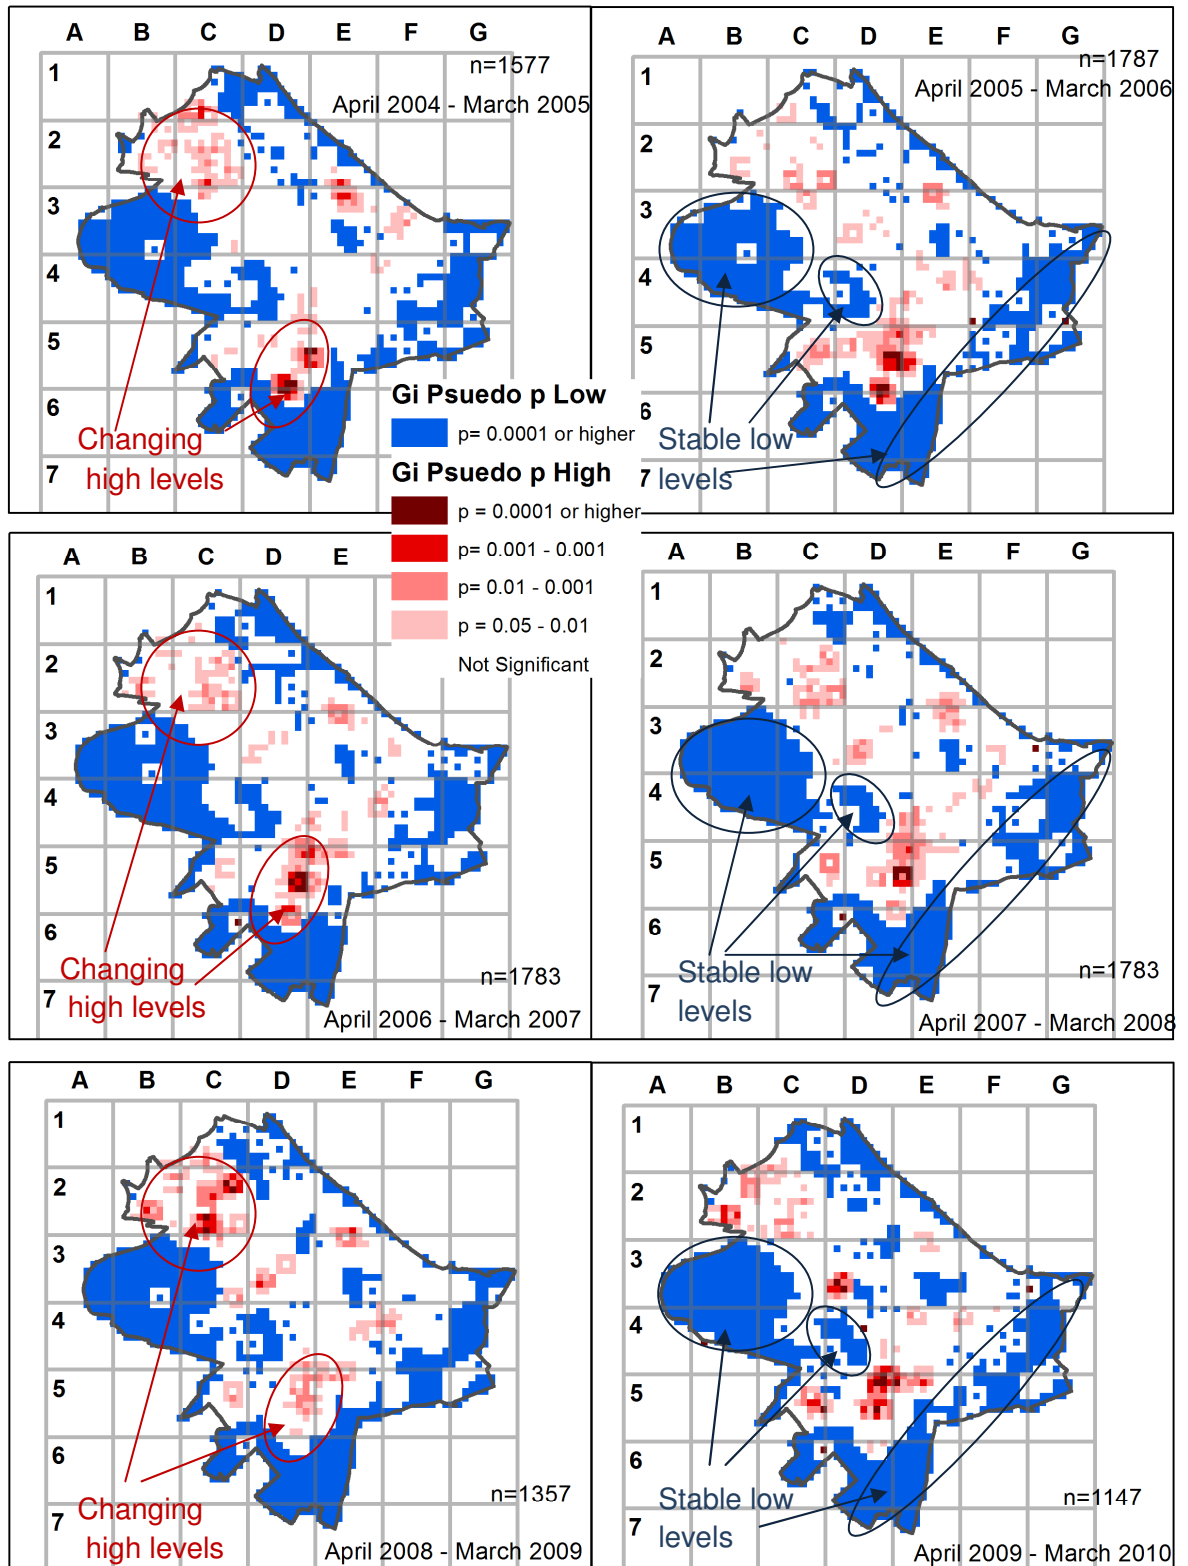 A B C D E F G
n=1577
April 2004 - March 2005
1
2
3
4
5
6
7
Changing
high levels
A B C D E F G
n=1787
April 2005 - March 2006
1
2
3
4
5
6
7
Stable low
levels
Gi Psuedo p Low
p= 0.0001 or higher
Gi Psuedo p High
p = 0.0001 or higher
p= 0.001 - 0.001
p= 0.01 - 0.001
p = 0.05 - 0.01
Not Significant
A B C D E
1
2
3
4
5
6
7
Changing
high levels
n=1783
April 2006 - March 2007
A B C D E F G
1
2
3
4
5
6
7
Stable low
levels
n=1783
April 2007 - March 2008
A B C D E F G
1
2
3
4
5
6
7
Changing
high levels
n=1357
April 2008 - March 2009
A B C D E F G
1
2
3
4
5
6
7
Stable low
levels
n=1147
April 2009 - March 2010